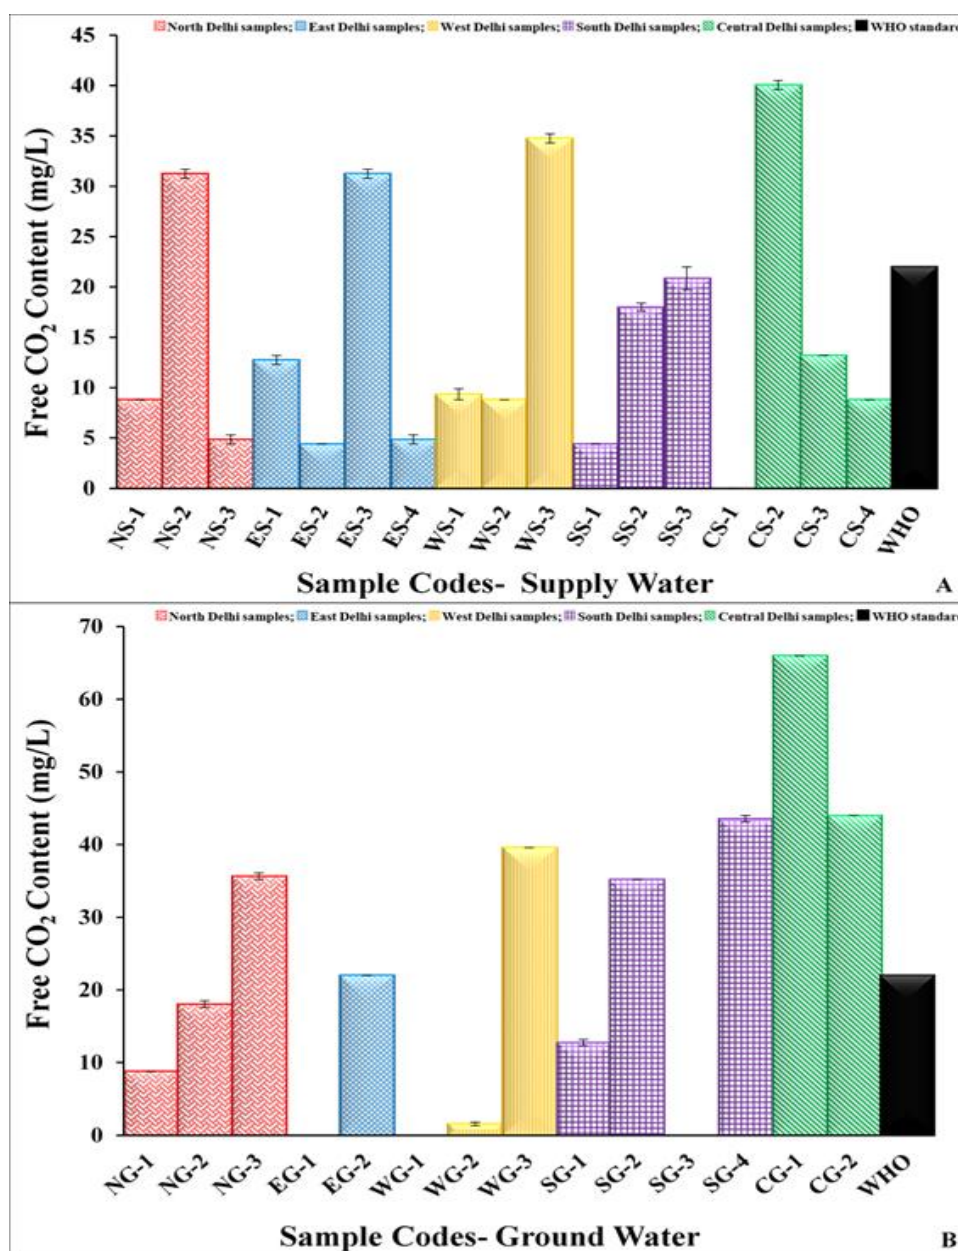 North Delhi samples; East Delhi samples; West Delhi samples; South Delhi samples; Central Delhi samples; WHO standard
Free CO₂ Content (mg/L)
45
40
35
30
25
20
15
10
5
0
NS-1 NS-2 NS-3 ES-1 ES-2 ES-3 ES-4 WS-1 WS-2 WS-3 SS-1 SS-2 SS-3 CS-1 CS-2 CS-3 CS-4 WHO
Sample Codes- Supply Water
A
North Delhi samples; East Delhi samples; West Delhi samples; South Delhi samples; Central Delhi samples; WHO standard
Free CO₂ Content (mg/L)
70
60
50
40
30
20
10
0
NG-1 NG-2 NG-3 EG-1 EG-2 WG-1 WG-2 WG-3 SG-1 SG-2 SG-3 SG-4 CG-1 CG-2 WHO
Sample Codes- Ground Water
B